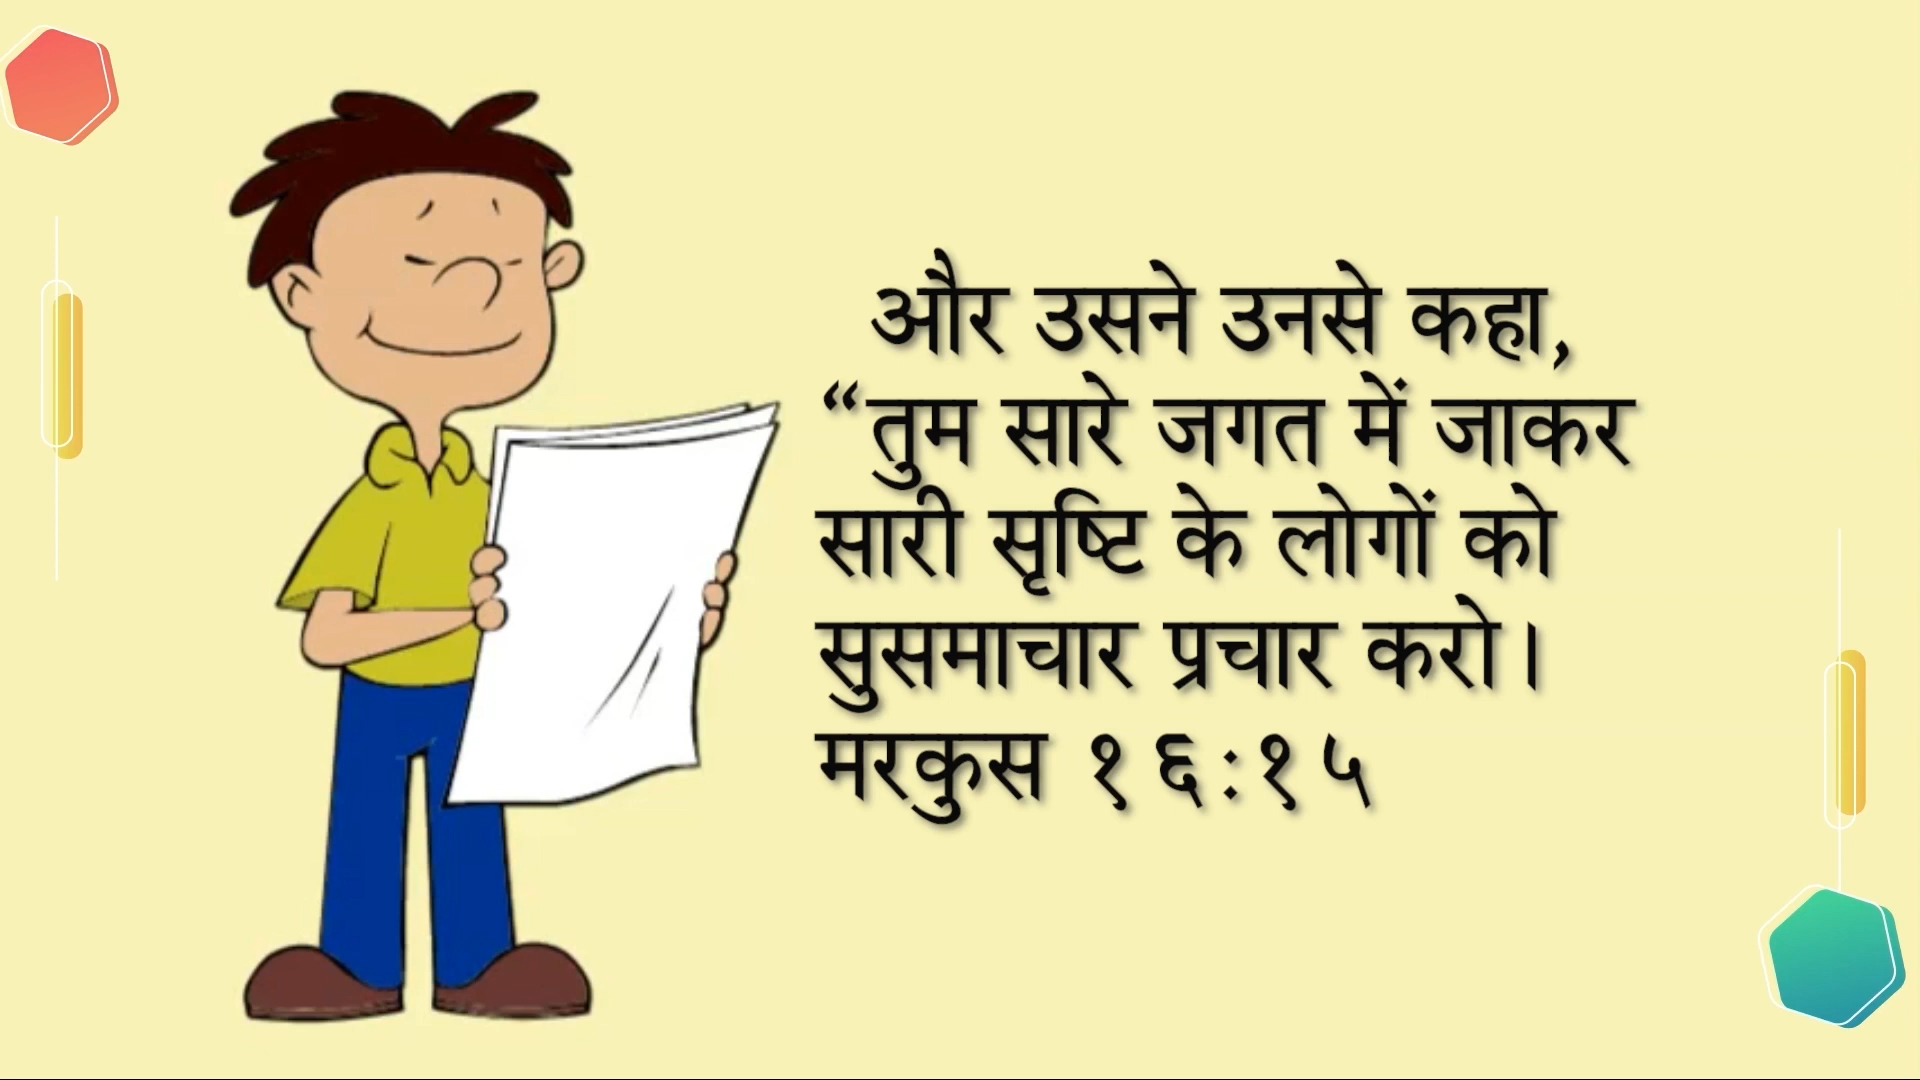 और उसने उनसे कहा,
“तुम सारे जगत में जाकर
सारी सृष्टि के लोगों को
सुसमाचार प्रचार करो।
मरकुस १६:१५